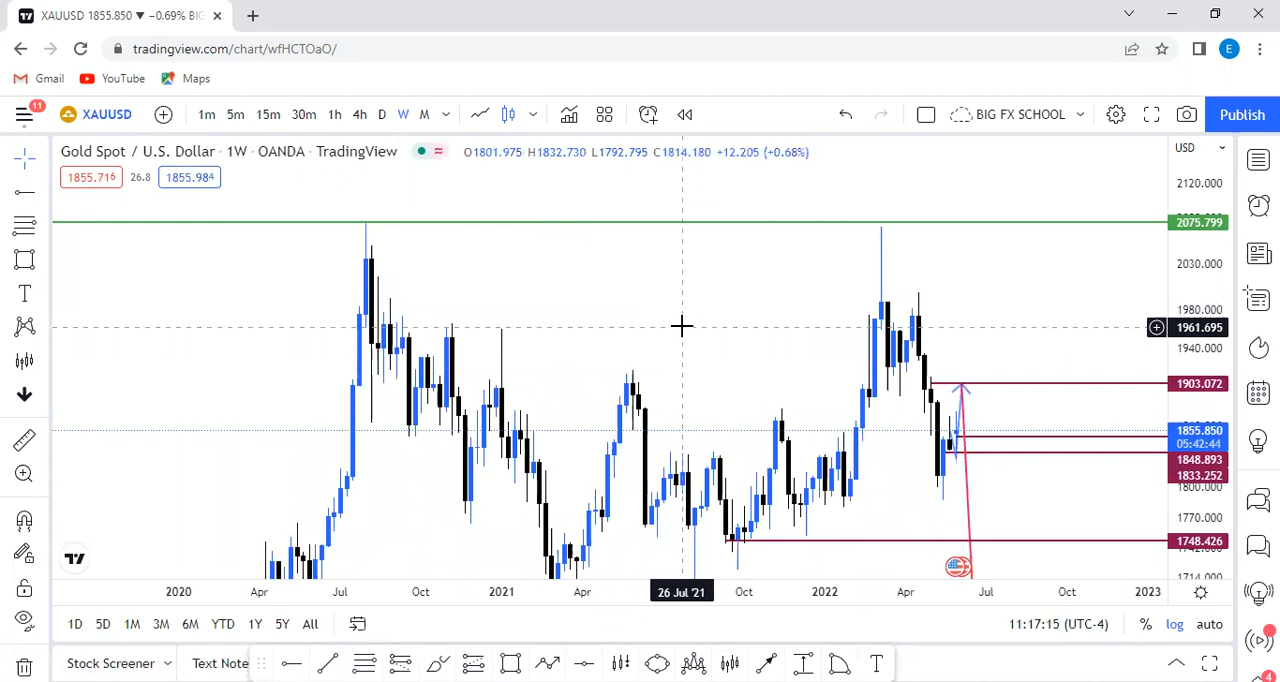 XAUUSD 1855.850 ▼ −0.69% BIG
tradingview.com/chart/wfHCTOaO/
E
Gmail YouTube Maps
11
XAUUSD 1m 5m 15m 30m 1h 4h D W M BIG FX SCHOOL Publish
Gold Spot / U.S. Dollar · 1W · OANDA · TradingView O1801.975 H1832.730 L1792.795 C1814.180 +12.205 (+0.68%)
USD
1855.716 26.8 1855.984
2120.000
2075.799
2030.000
1980.000
1961.695
1940.000
1903.072
1855.850
05:42:44
1848.893
1833.252
1800.000
1770.000
1748.426
1742.000
1714.000
2020 Apr Jul Oct 2021 Apr 26 Jul '21 Oct 2022 Apr Jul Oct 2023
1D 5D 1M 3M 6M YTD 1Y 5Y All 11:17:15 (UTC-4) % log auto
Stock Screener Text Note
4